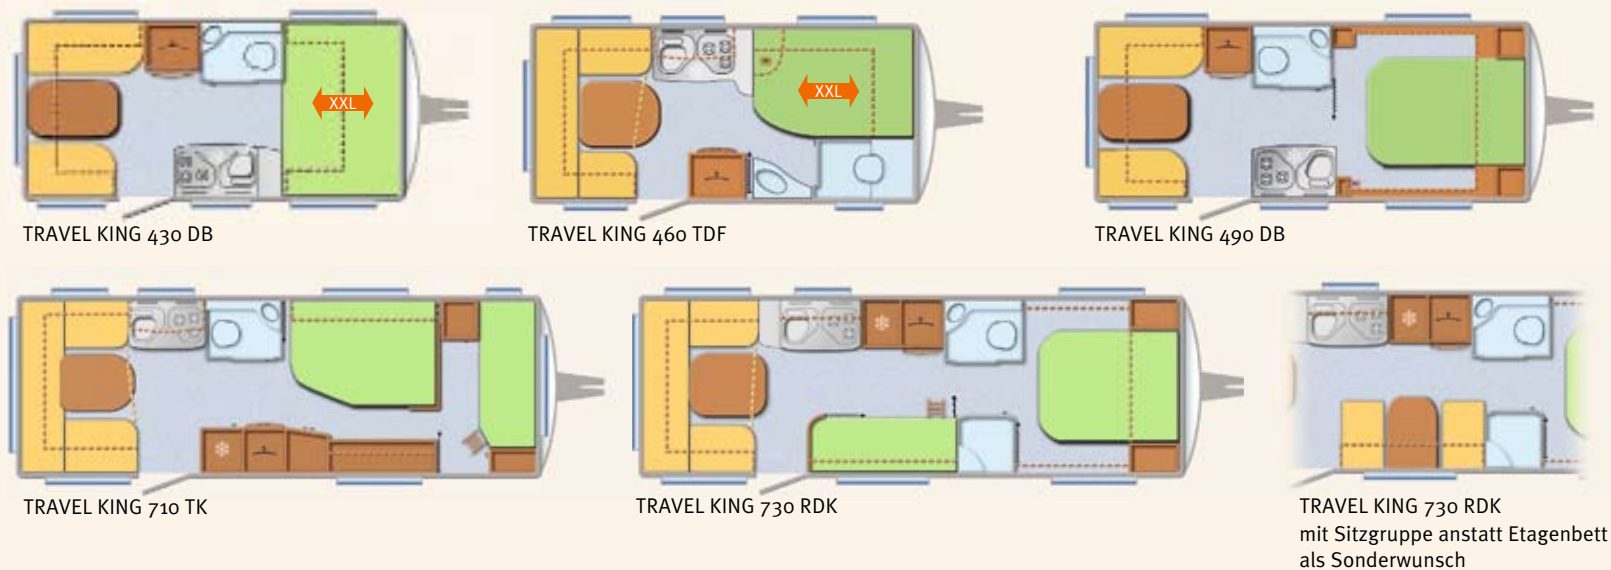 XXL
XXL
TRAVEL KING 430 DB
TRAVEL KING 460 TDF
TRAVEL KING 490 DB
TRAVEL KING 710 TK
TRAVEL KING 730 RDK
TRAVEL KING 730 RDK
mit Sitzgruppe anstatt Etagenbett
als Sonderwunsch